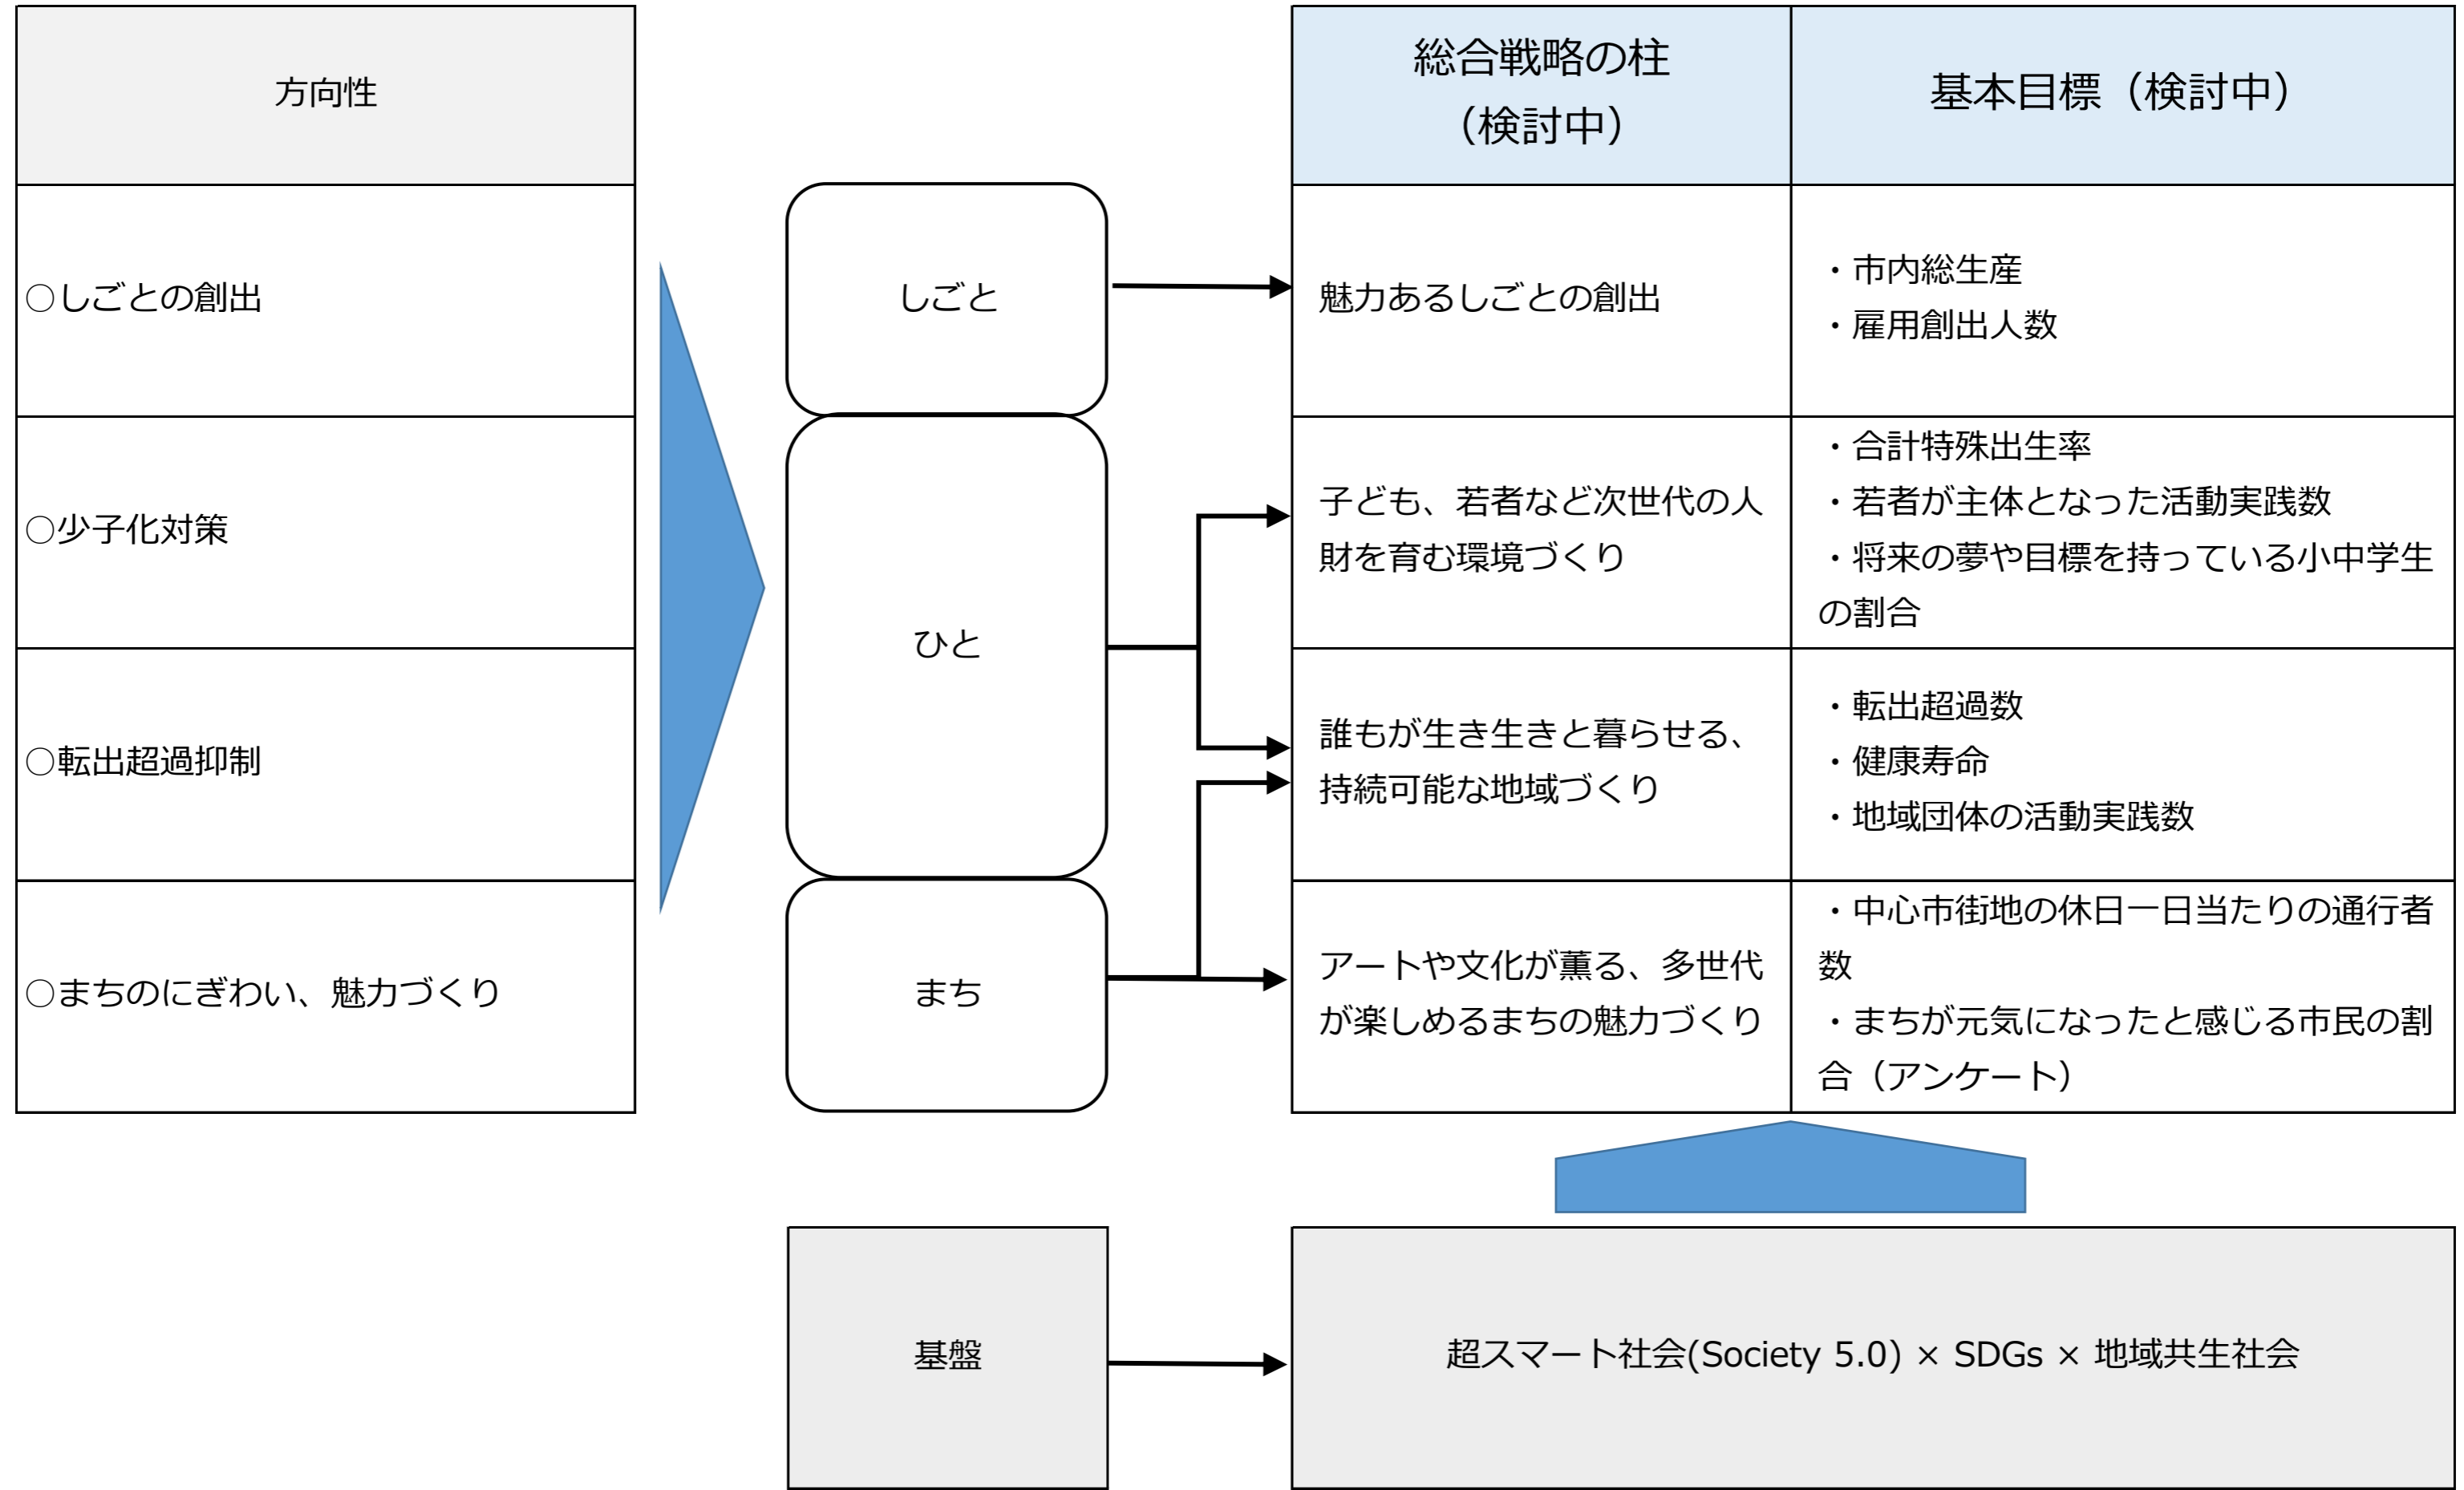 方向性
○しごとの創出
○少子化対策
○転出超過抑制
○まちのにぎわい、魅力づくり
しごと
ひと
まち
総合戦略の柱
（検討中）
基本目標（検討中）
魅力あるしごとの創出
・市内総生産
・雇用創出人数
子ども、若者など次世代の人
財を育む環境づくり
・合計特殊出生率
・若者が主体となった活動実践数
・将来の夢や目標を持っている小中学生
の割合
誰もが生き生きと暮らせる、
持続可能な地域づくり
・転出超過数
・健康寿命
・地域団体の活動実践数
アートや文化が薫る、多世代
が楽しめるまちの魅力づくり
・中心市街地の休日一日当たりの通行者
数
・まちが元気になったと感じる市民の割
合（アンケート）
基盤
超スマート社会(Society 5.0) × SDGs × 地域共生社会